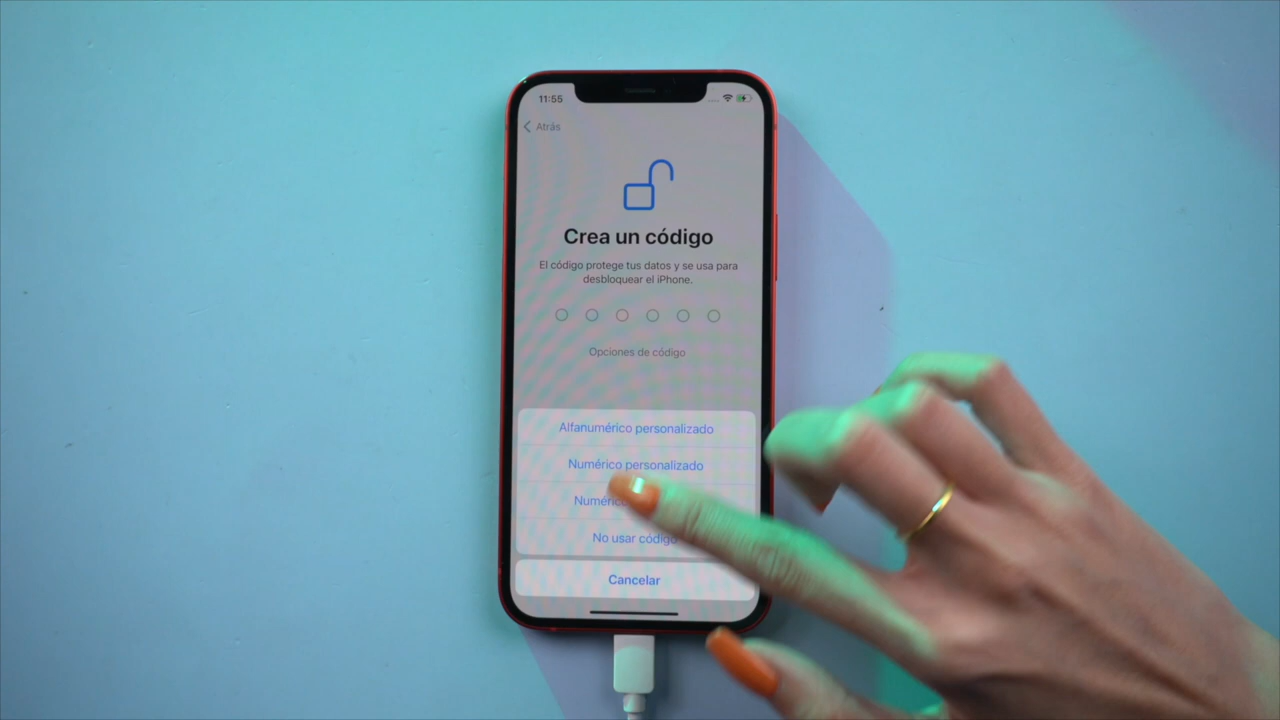 11:55
Atrás
Crea un código
El código protege tus datos y se usa para
desbloquear el iPhone.
Opciones de código
Alfanumérico personalizado
Numérico personalizado
No usar código
Cancelar